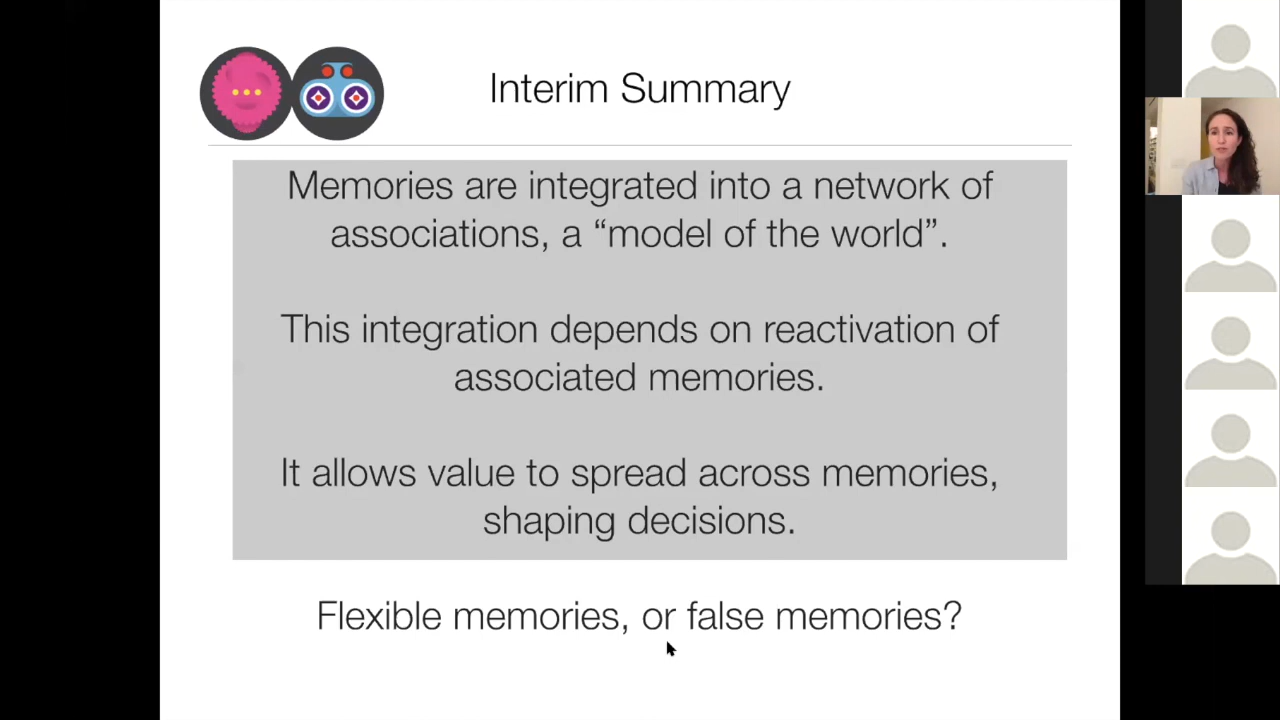 Interim Summary
Memories are integrated into a network of
associations, a “model of the world”.
This integration depends on reactivation of
associated memories.
It allows value to spread across memories,
shaping decisions.
Flexible memories, or false memories?